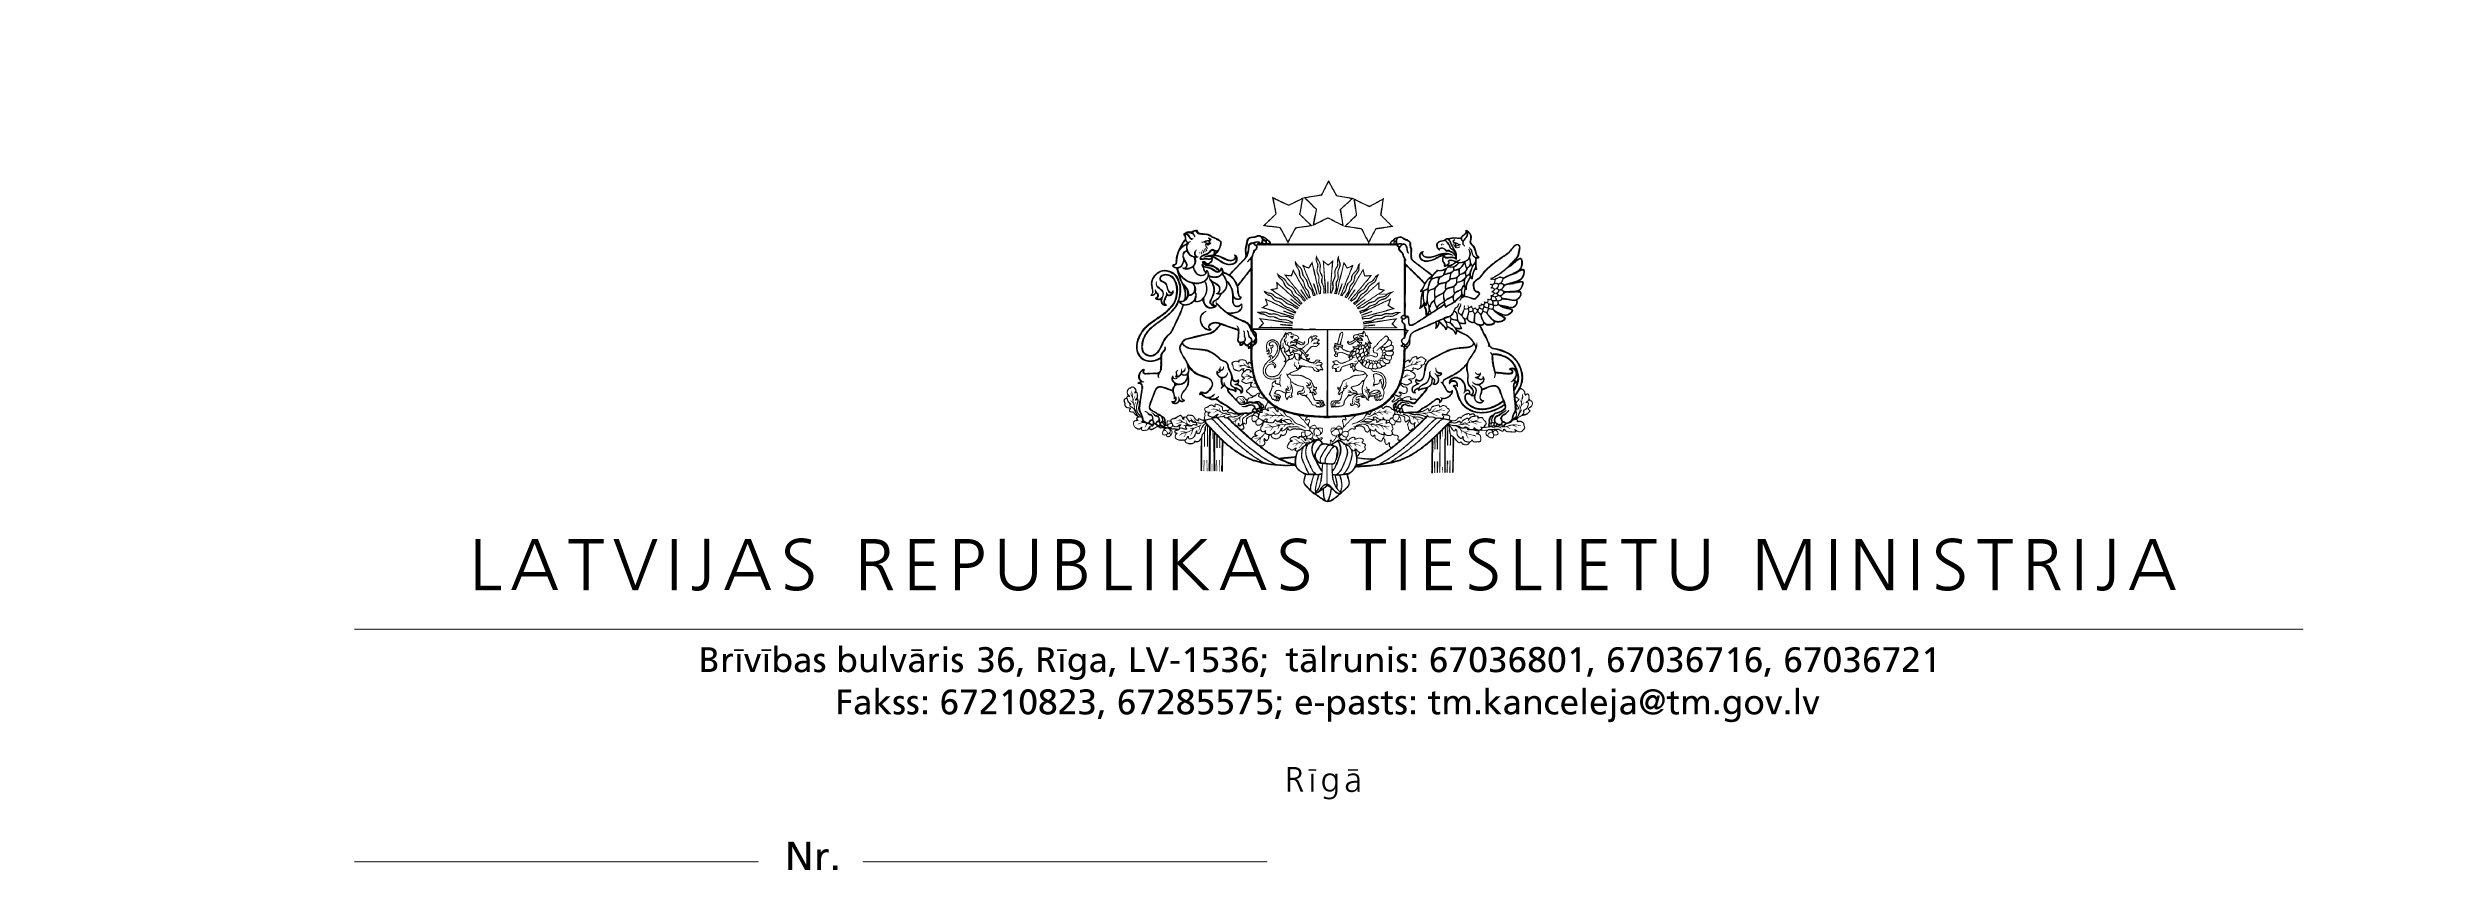 LATVIJAS REPUBLIKAS TIESLIETU MINISTRIJA
Brīvības bulvāris 36, Rīga, LV-1536; tālrunis: 67036801, 67036716, 67036721
Fakss: 67210823, 67285575; e-pasts: tm.kanceleja@tm.gov.lv
Rīgā
Nr.